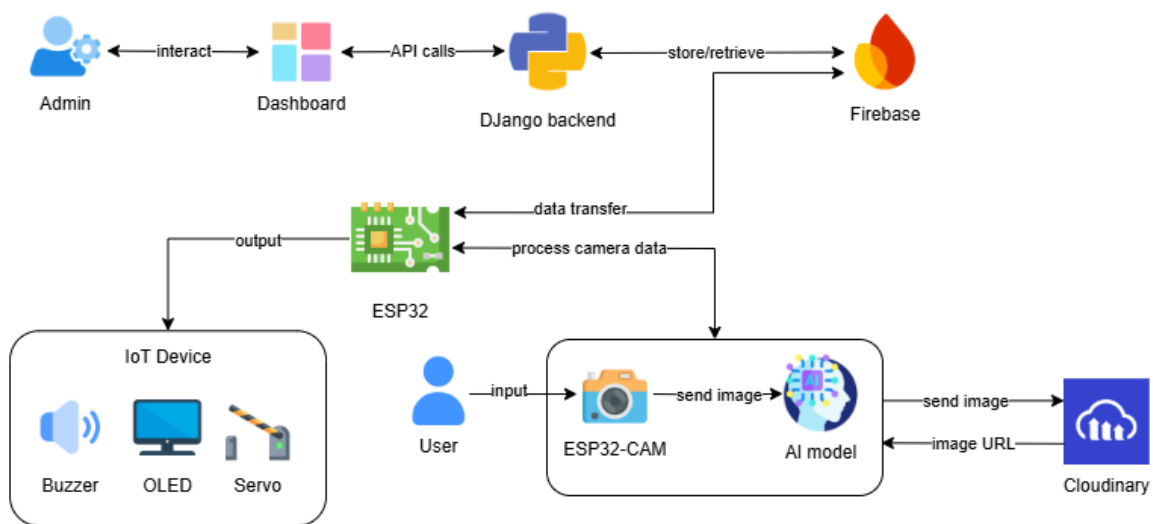 interact
API calls
store/retrieve
Admin
Dashboard
DJango backend
Firebase
data transfer
output
process camera data
ESP32
IoT Device
Buzzer
OLED
Servo
User
input
send image
ESP32-CAM
AI
AI model
send image
image URL
Cloudinary